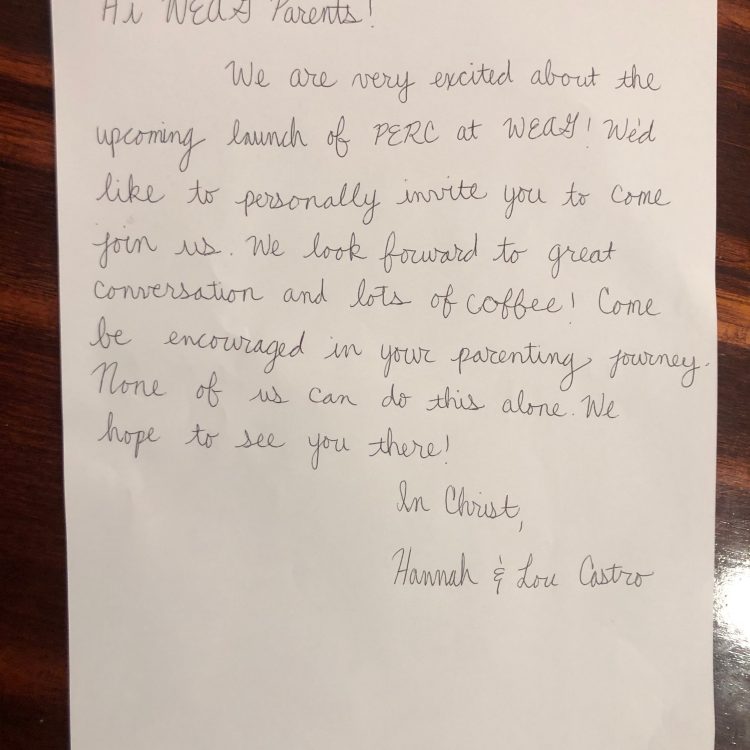 Hi WEAG Parents!
We are very excited about the
upcoming launch of PERC at WEAG! We'd
like to personally invite you to come
join us. We look forward to great
conversation and lots of coffee! Come
be encouraged in your parenting journey.
None of us can do this alone. We
hope to see you there!
In Christ,
Hannah & Lou Castro